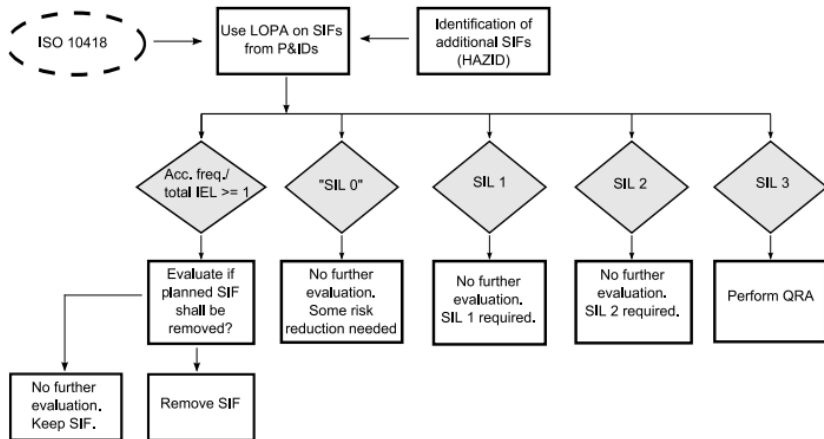 ISO 10418
Use LOPA on SIFs
from P&IDs
Identification of
additional SIFs
(HAZID)
Acc. freq./
total IEL >= 1
"SIL 0"
SIL 1
SIL 2
SIL 3
Evaluate if
planned SIF
shall be
removed?
No further
evaluation.
Some risk
reduction needed
No further
evaluation.
SIL 1 required.
No further
evaluation.
SIL 2 required.
Perform QRA
No further
evaluation.
Keep SIF.
Remove SIF